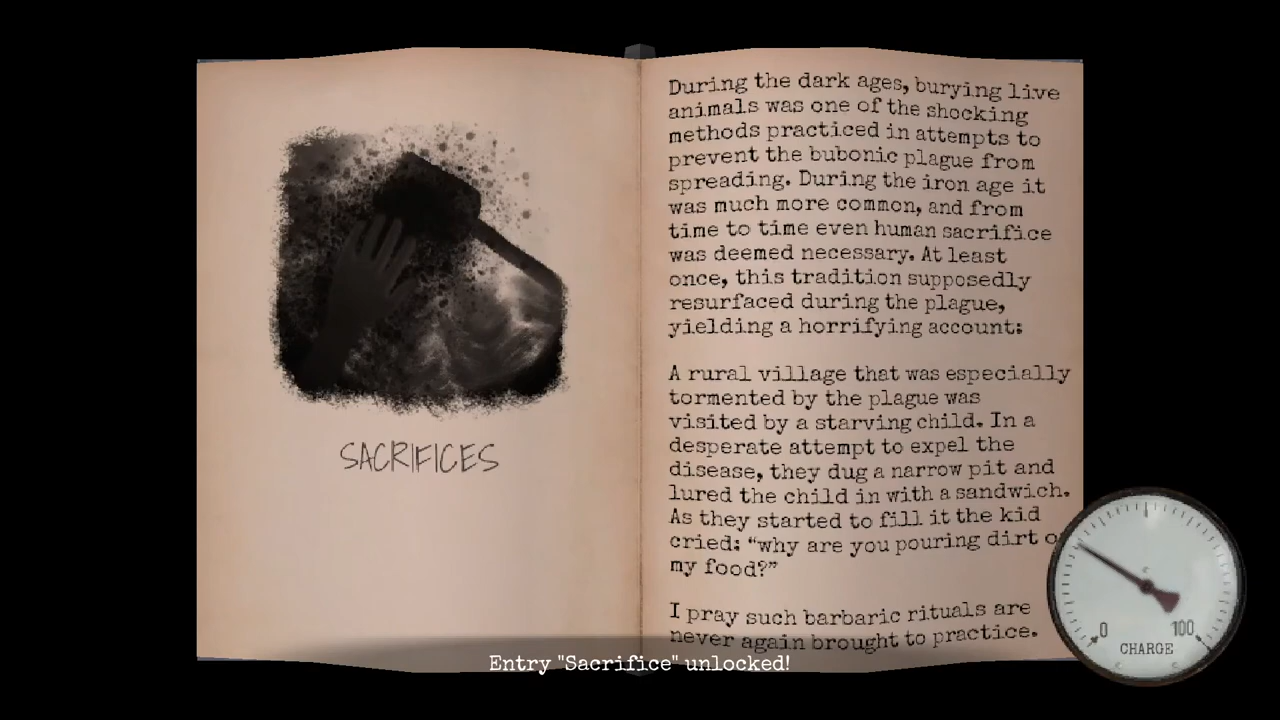 SACRIFICES
During the dark ages, burying live
animals was one of the shocking
methods practiced in attempts to
prevent the bubonic plague from
spreading. During the iron age it
was much more common, and from
time to time even human sacrifice
was deemed necessary. At least
once, this tradition supposedly
resurfaced during the plague,
yielding a horrifying account:
A rural village that was especially
tormented by the plague was
visited by a starving child. In a
desperate attempt to expel the
disease, they dug a narrow pit and
lured the child in with a sandwich.
As they started to fill it the kid
cried: “why are you pouring dirt
my food?”
I pray such barbaric rituals are
never again brought to practice.
Entry "Sacrifice" unlocked!
0
100
CHARGE